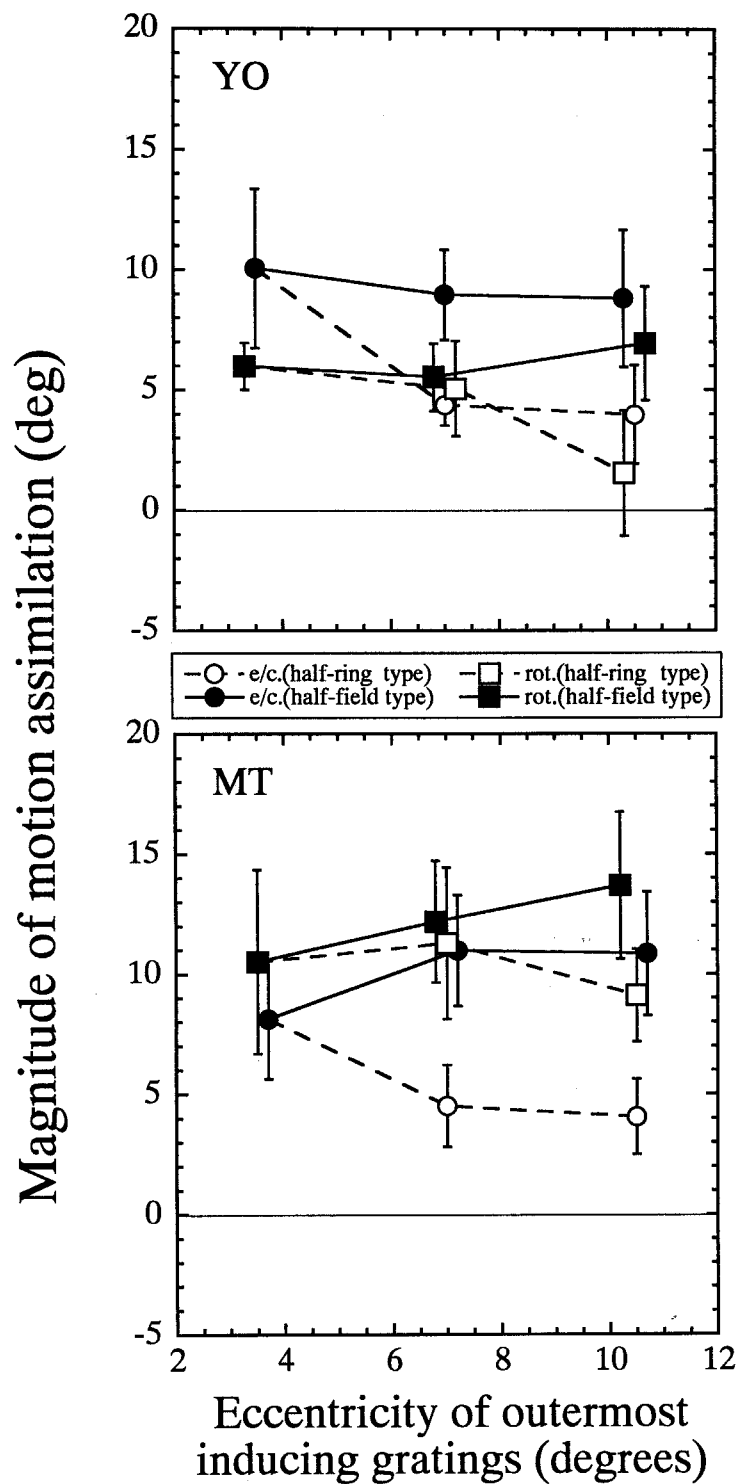 20
YO
15
10
5
0
-5
Magnitude of motion assimilation (deg)
e/c.(half-ring type) rot.(half-ring type)
e/c.(half-field type) rot.(half-field type)
20
MT
15
10
5
0
-5
2 4 6 8 10 12
Eccentricity of outermost
inducing gratings (degrees)